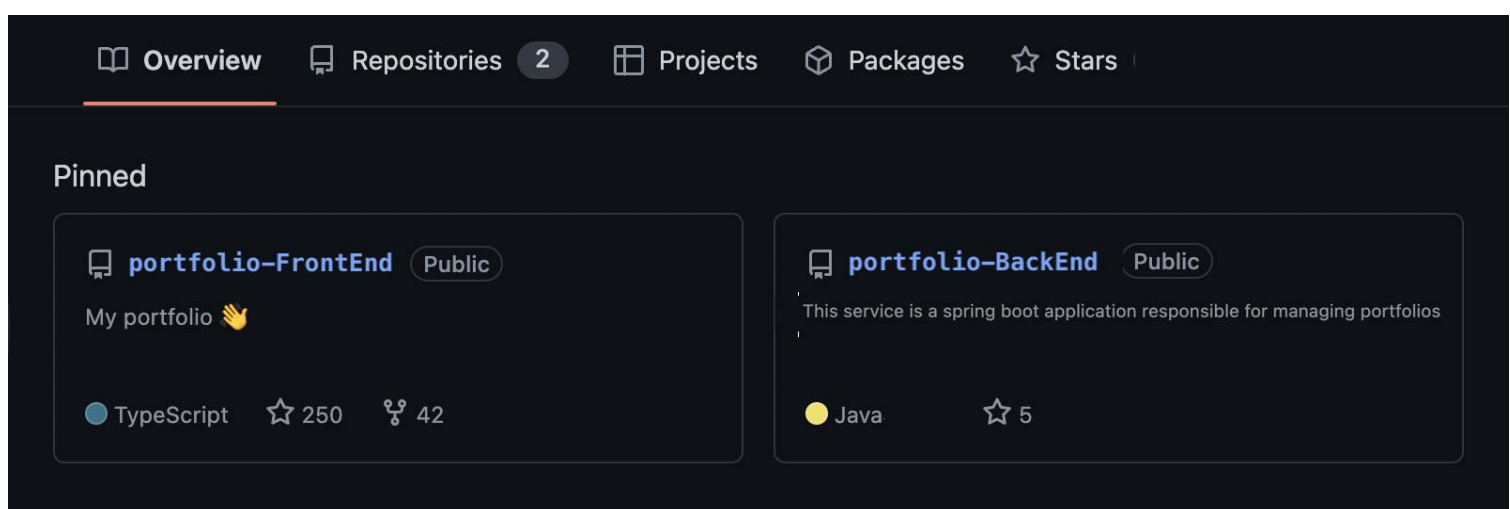 Overview Repositories 2 Projects Packages Stars
Pinned
portfolio-FrontEnd Public
My portfolio 👋
TypeScript 250 42
portfolio-BackEnd Public
This service is a spring boot application responsible for managing portfolios
Java 5